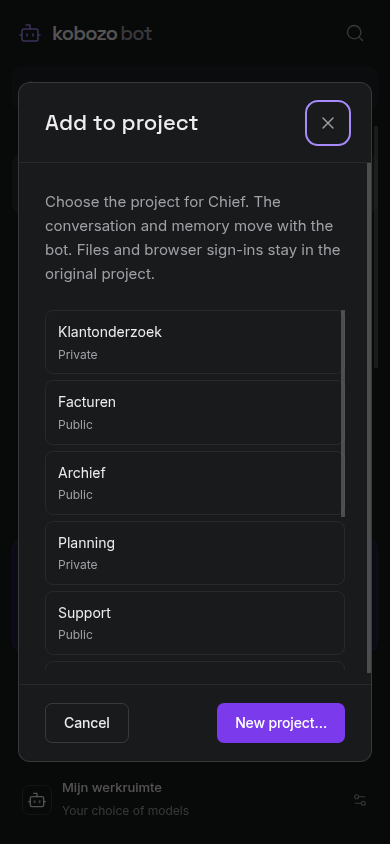 kobozo bot
Add to project
Choose the project for Chief. The
conversation and memory move with the
bot. Files and browser sign-ins stay in the
original project.
Klantonderzoek
Private
Facturen
Public
Archief
Public
Planning
Private
Support
Public
Cancel
New project...
Mijn werkruimte
Your choice of models